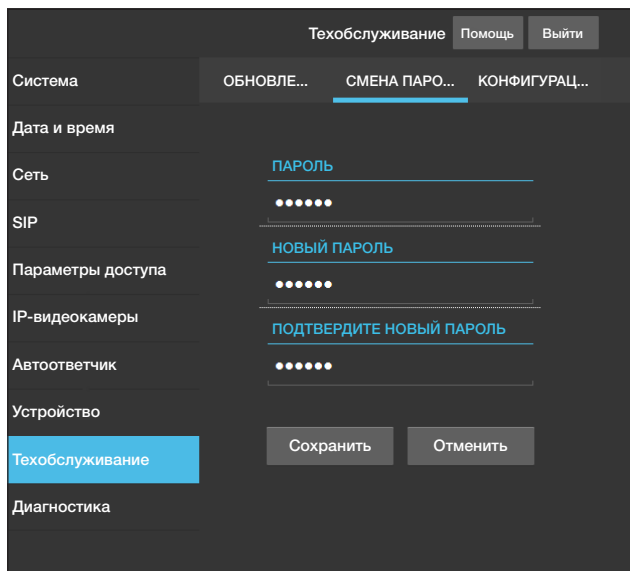 Техобслуживание Помощь Выйти
Система
ОБНОВЛЕ... СМЕНА ПАРО... КОНФИГУРАЦ...
Дата и время
ПАРОЛЬ
Сеть
••••••
SIP
НОВЫЙ ПАРОЛЬ
Параметры доступа
••••••
IP-видеокамеры
ПОДТВЕРДИТЕ НОВЫЙ ПАРОЛЬ
Автоответчик
••••••
Устройство
Сохранить Отменить
Техобслуживание
Диагностика